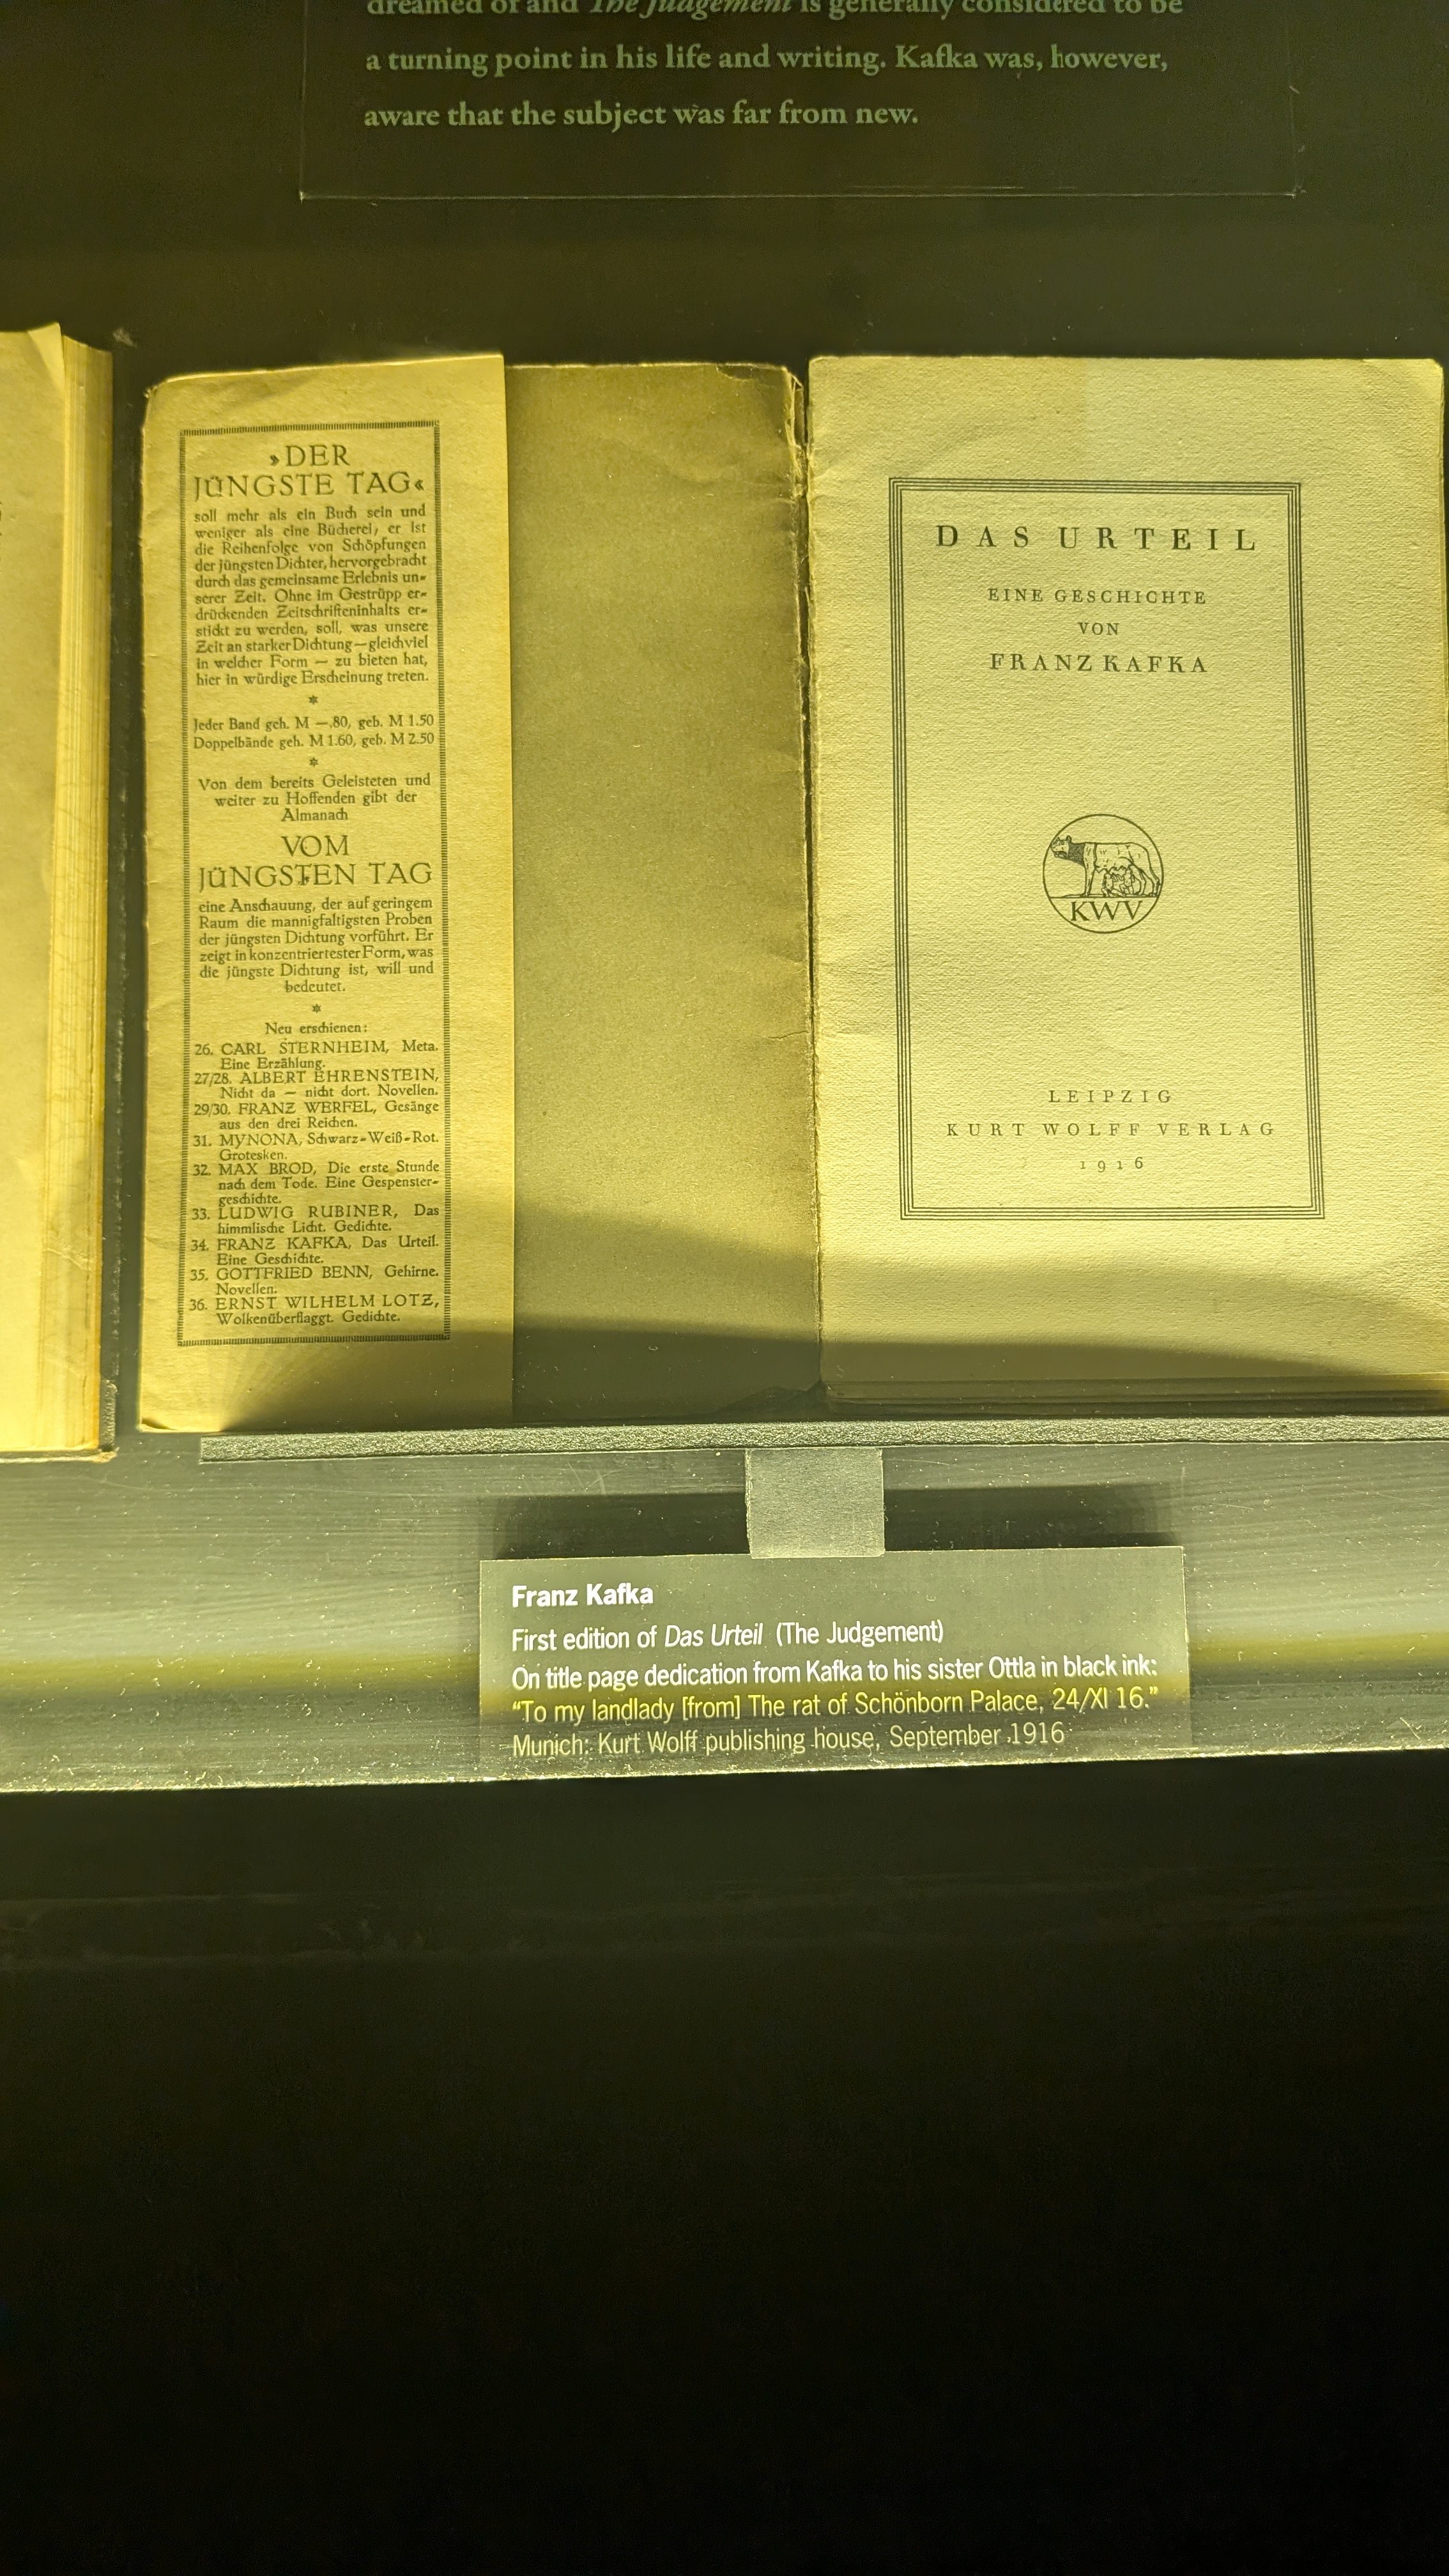 dreamed of and The Judgement is generally considered to be
a turning point in his life and writing. Kafka was, however,
aware that the subject was far from new.
»DER
JÜNGSTE TAG«
soll mehr als ein Buch sein und
weniger als eine Bücherei, er ist
die Reihenfolge von Schöpfungen
der jüngsten Dichter, hervorgebracht
durch das gemeinsame Erlebnis un-
serer Zeit. Ohne im Gestrüpp er-
drückenden Zeitschrifteninhalts er-
stickt zu werden, soll, was unsere
Zeit an starker Dichtung — gleichviel
in welcher Form — zu bieten hat,
hier in würdige Erscheinung treten.
*
Jeder Band geh. M —.80, geb. M 1.50
Doppelbände geh. M 1.60, geb. M 2.50
*
Von dem bereits Geleisteten und
weiter zu Hoffenden gibt der
Almanach
VOM
JÜNGSTEN TAG
eine Anschauung, der auf geringem
Raum die mannigfaltigsten Proben
der jüngsten Dichtung vorführt. Er
zeigt in konzentriertester Form, was
die jüngste Dichtung ist, will und
bedeutet.
*
Neu erschienen:
26. CARL STERNHEIM, Meta.
Eine Erzählung.
27/28. ALBERT EHRENSTEIN,
Nicht da — nicht dort. Novellen.
29/30. FRANZ WERFEL, Gesänge
aus den drei Reichen.
31. MYNONA, Schwarz-Weiß-Rot.
Grotesken.
32. MAX BROD, Die erste Stunde
nach dem Tode. Eine Gespenster-
geschichte.
33. LUDWIG RUBINER, Das
himmlische Licht. Gedichte.
34. FRANZ KAFKA, Das Urteil.
Eine Geschichte.
35. GOTTFRIED BENN, Gehirne.
Novellen.
36. ERNST WILHELM LOTZ,
Wolkenüberflaggt. Gedichte.
DAS URTEIL
EINE GESCHICHTE
VON
FRANZ KAFKA
KWV
LEIPZIG
KURT WOLFF VERLAG
1916
Franz Kafka
First edition of Das Urteil (The Judgement)
On title page dedication from Kafka to his sister Ottla in black ink:
“To my landlady [from] The rat of Schönborn Palace, 24/XI 16.”
Munich: Kurt Wolff publishing house, September 1916